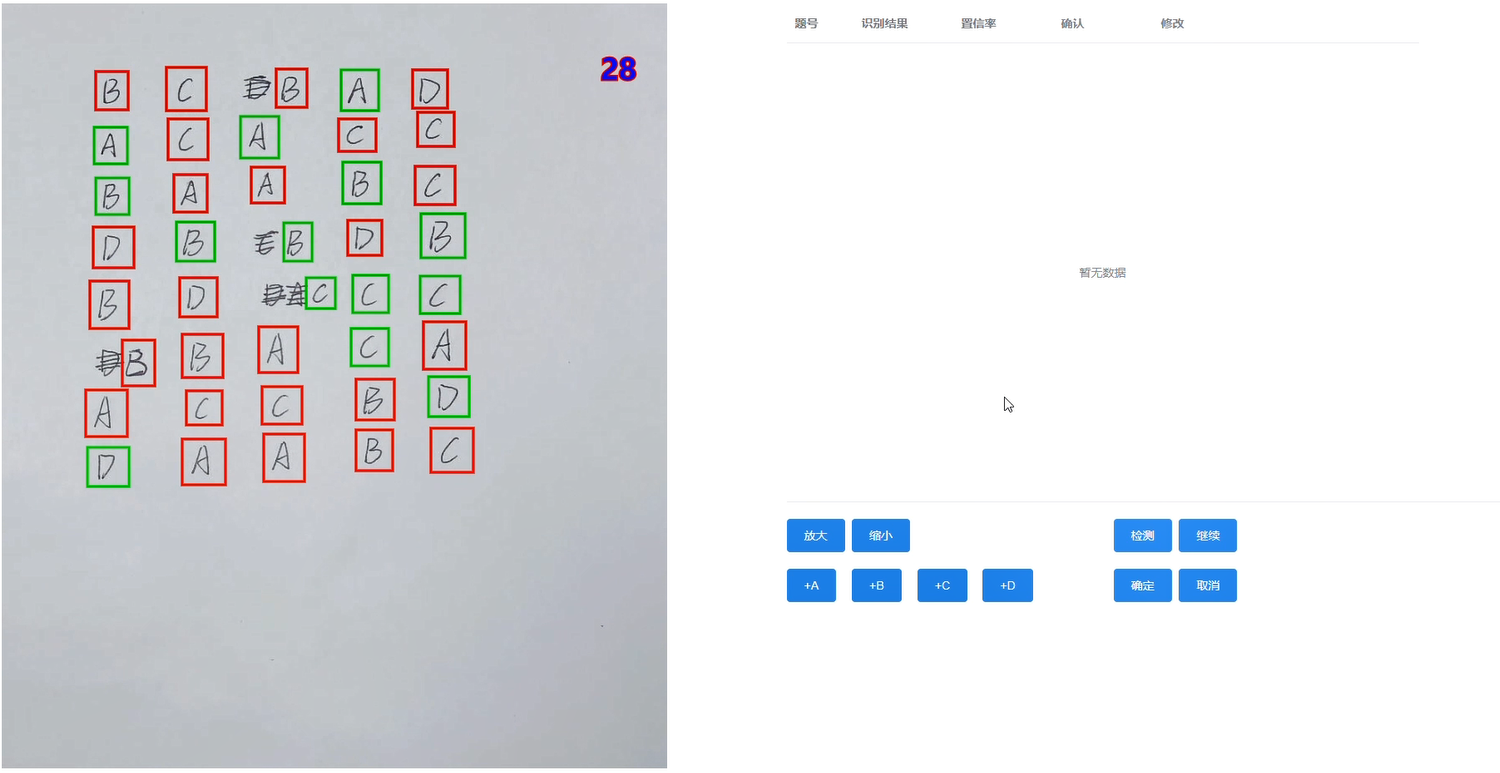 28
B C B A D
A C A C C
B A A B C
D B B D B
B D C C C
B B A C A
A C C B D
D A A B C
题号 识别结果 置信率 确认 修改
暂无数据
放大 缩小 检测 继续
+A +B +C +D 确定 取消